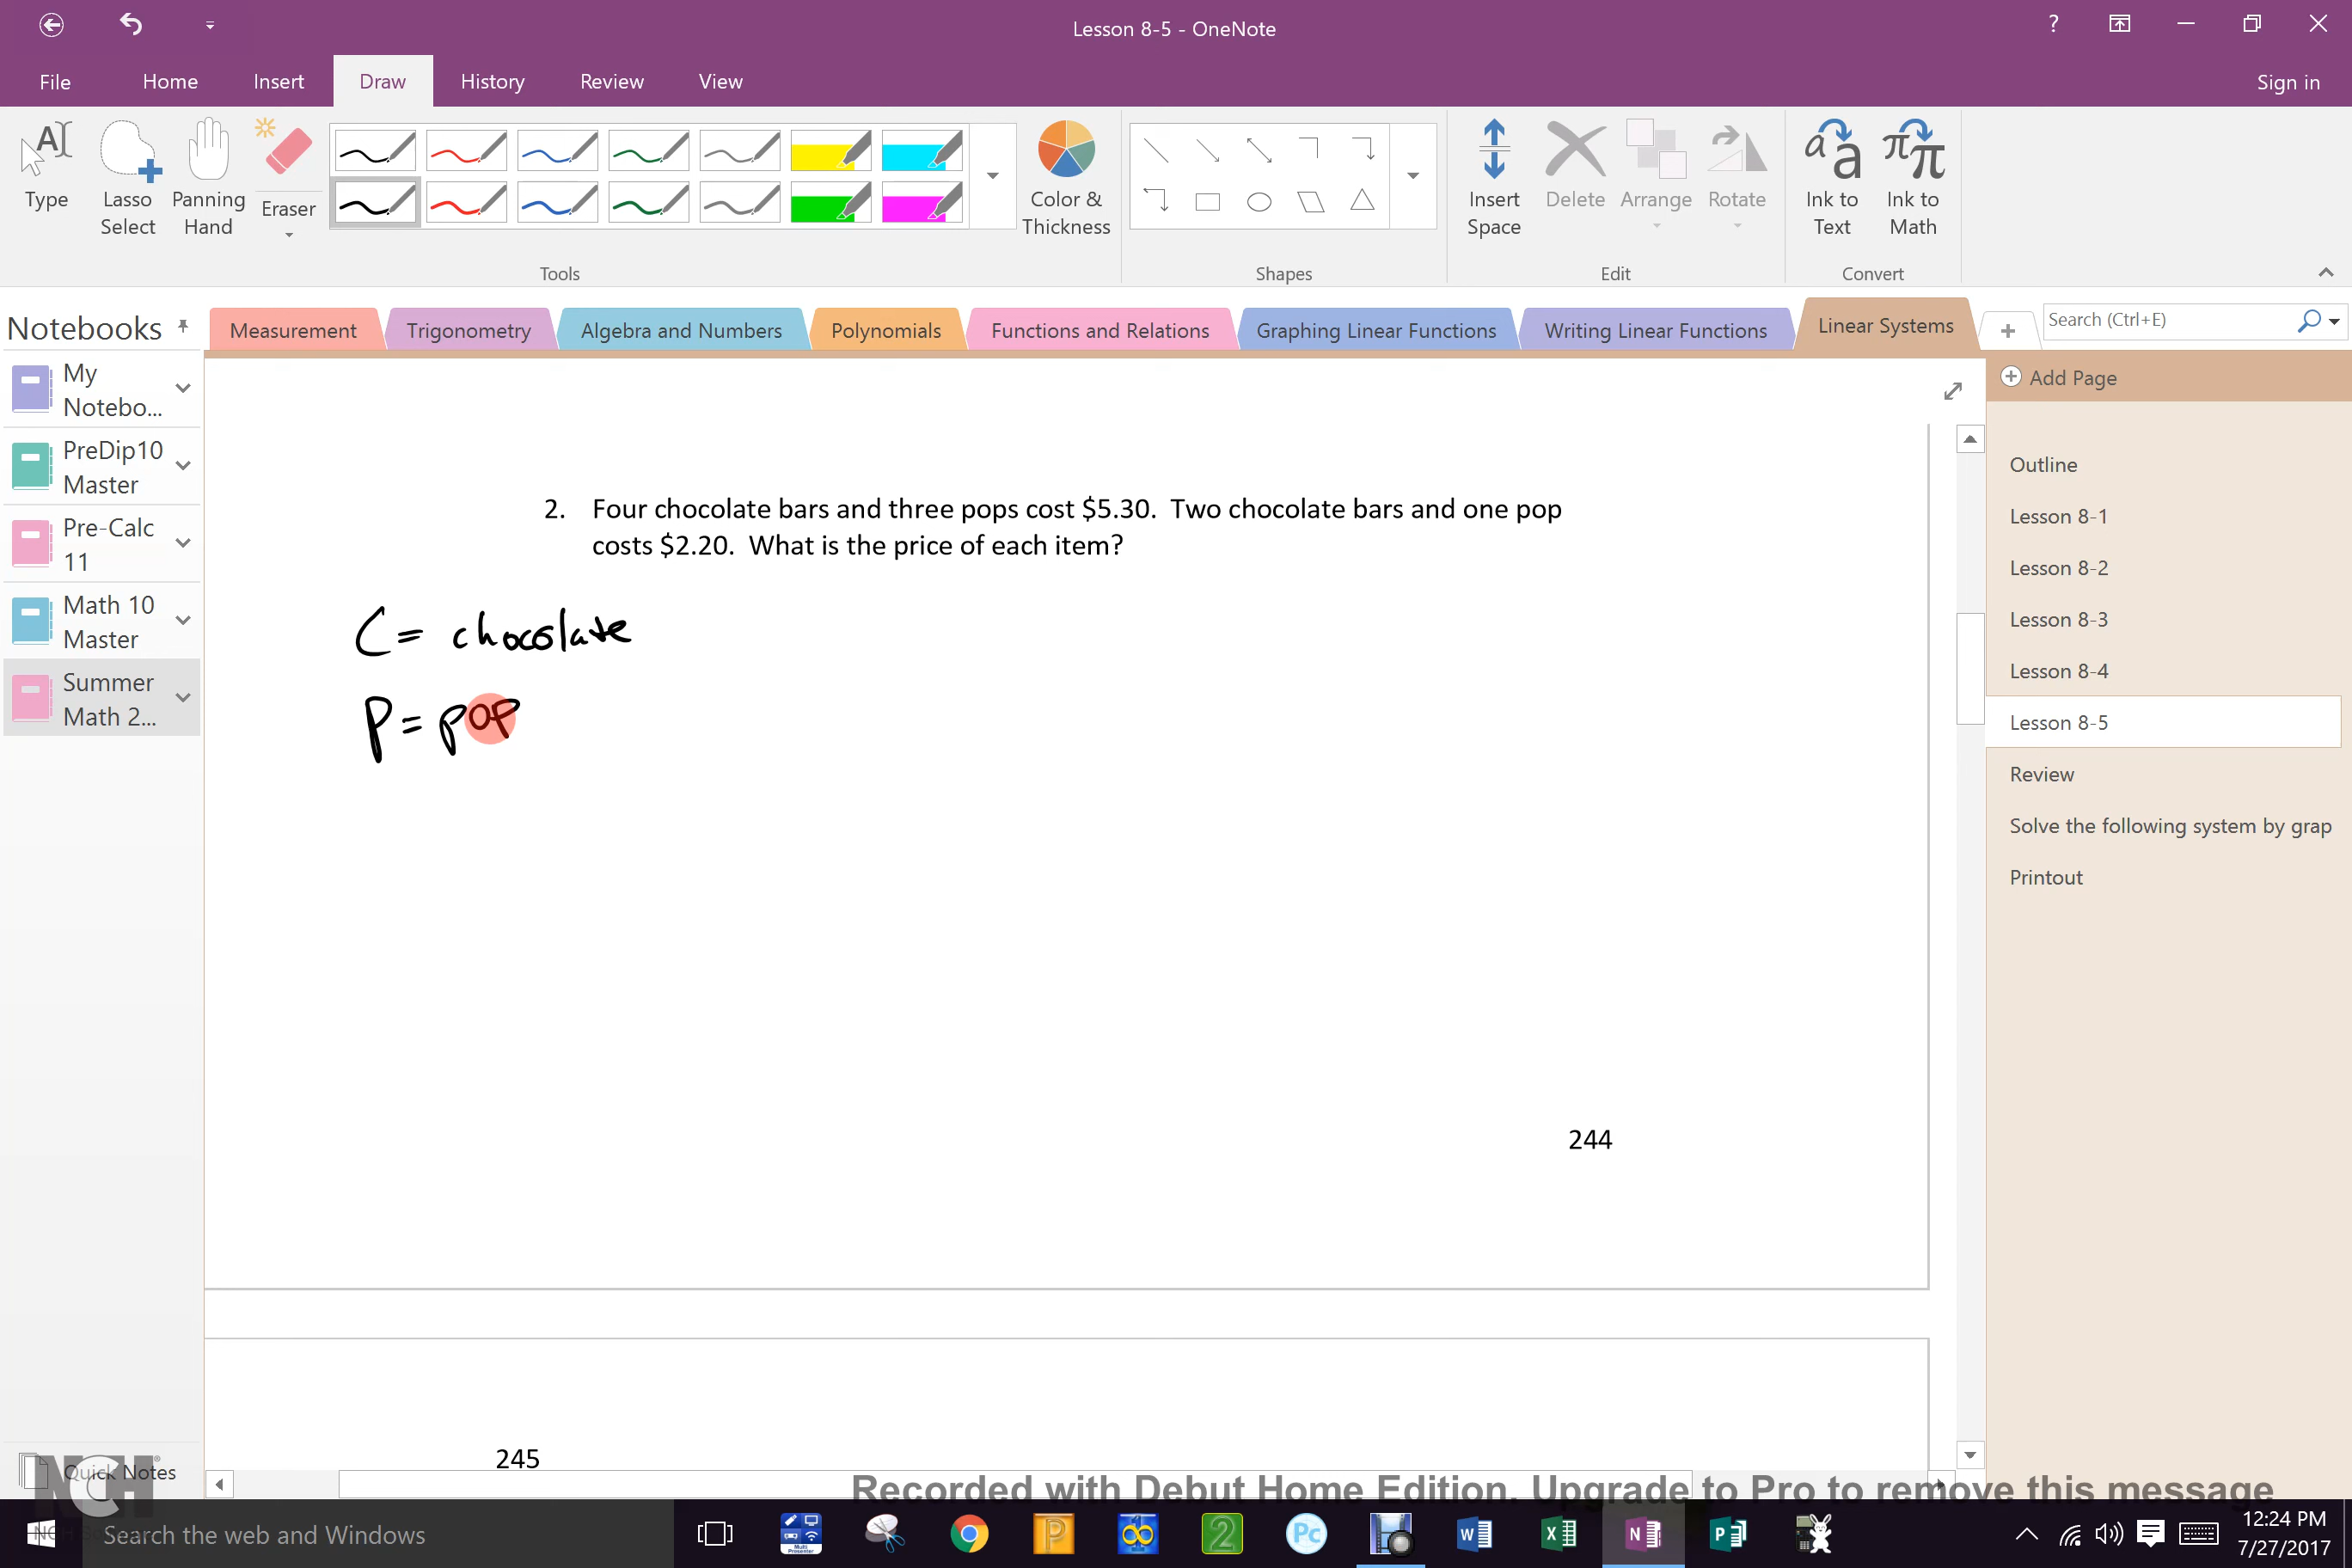 Lesson 8-5 - OneNote
?
File Home Insert Draw History Review View
Sign in
Type
Lasso Select
Panning Hand
Eraser
Color & Thickness
Insert Space
Delete
Arrange
Rotate
Ink to Text
Ink to Math
Tools
Shapes
Edit
Convert
Notebooks
Measurement
Trigonometry
Algebra and Numbers
Polynomials
Functions and Relations
Graphing Linear Functions
Writing Linear Functions
Linear Systems
Search (Ctrl+E)
My
Notebo...
PreDip10
Master
Pre-Calc
11
Math 10
Master
Summer
Math 2...
Add Page
Outline
Lesson 8-1
Lesson 8-2
Lesson 8-3
Lesson 8-4
Lesson 8-5
Review
Solve the following system by grap
Printout
2. Four chocolate bars and three pops cost $5.30. Two chocolate bars and one pop
costs $2.20. What is the price of each item?
C = chocolate
P = pop
244
245
Quick Notes
NCH
Recorded with Debut Home Edition. Upgrade to Pro to remove this message
Search the web and Windows
12:24 PM
7/27/2017